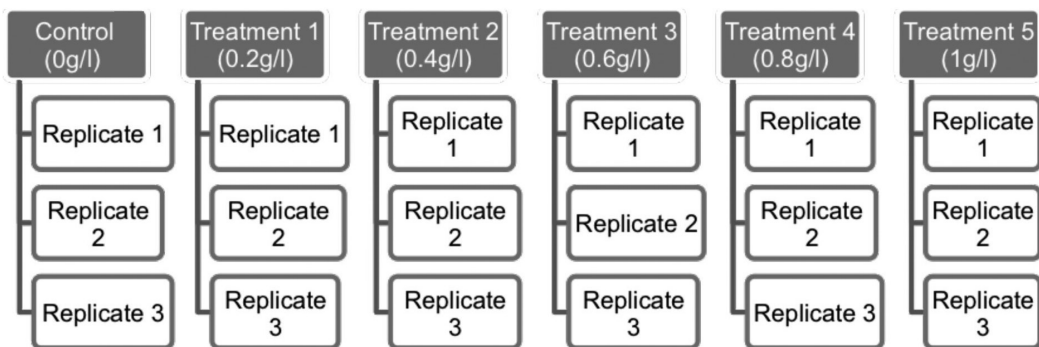 Control
(0g/l)
Replicate 1
Replicate
2
Replicate 3
Treatment 1
(0.2g/l)
Replicate 1
Replicate
2
Replicate
3
Treatment 2
(0.4g/l)
Replicate
1
Replicate
2
Replicate
3
Treatment 3
(0.6g/l)
Replicate
1
Replicate 2
Replicate
3
Treatment 4
(0.8g/l)
Replicate
1
Replicate
2
Replicate 3
Treatment 5
(1g/l)
Replicate
1
Replicate
2
Replicate
3